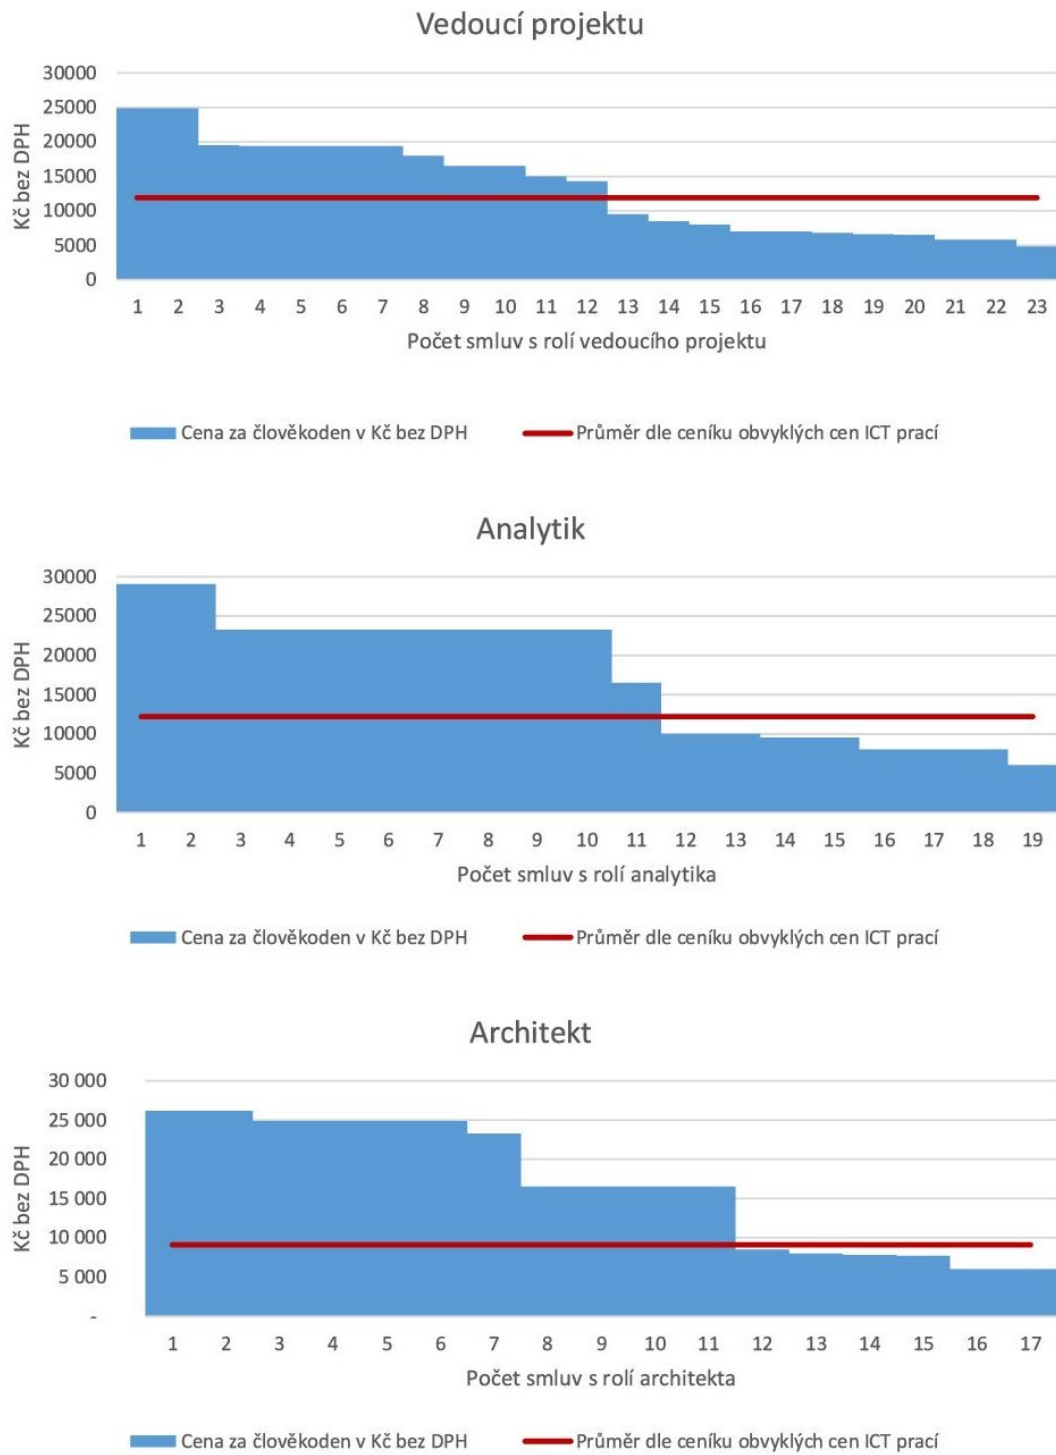 Vedoucí projektu
30000
25000
20000
15000
10000
5000
0
Kč bez DPH
1 2 3 4 5 6 7 8 9 10 11 12 13 14 15 16 17 18 19 20 21 22 23
Počet smluv s rolí vedoucího projektu
Cena za člověkoden v Kč bez DPH Průměr dle ceníku obvyklých cen ICT prací
Analytik
30000
25000
20000
15000
10000
5000
0
Kč bez DPH
1 2 3 4 5 6 7 8 9 10 11 12 13 14 15 16 17 18 19
Počet smluv s rolí analytika
Cena za člověkoden v Kč bez DPH Průměr dle ceníku obvyklých cen ICT prací
Architekt
30 000
25 000
20 000
15 000
10 000
5 000
-
Kč bez DPH
1 2 3 4 5 6 7 8 9 10 11 12 13 14 15 16 17
Počet smluv s rolí architekta
Cena za člověkoden v Kč bez DPH Průměr dle ceníku obvyklých cen ICT prací